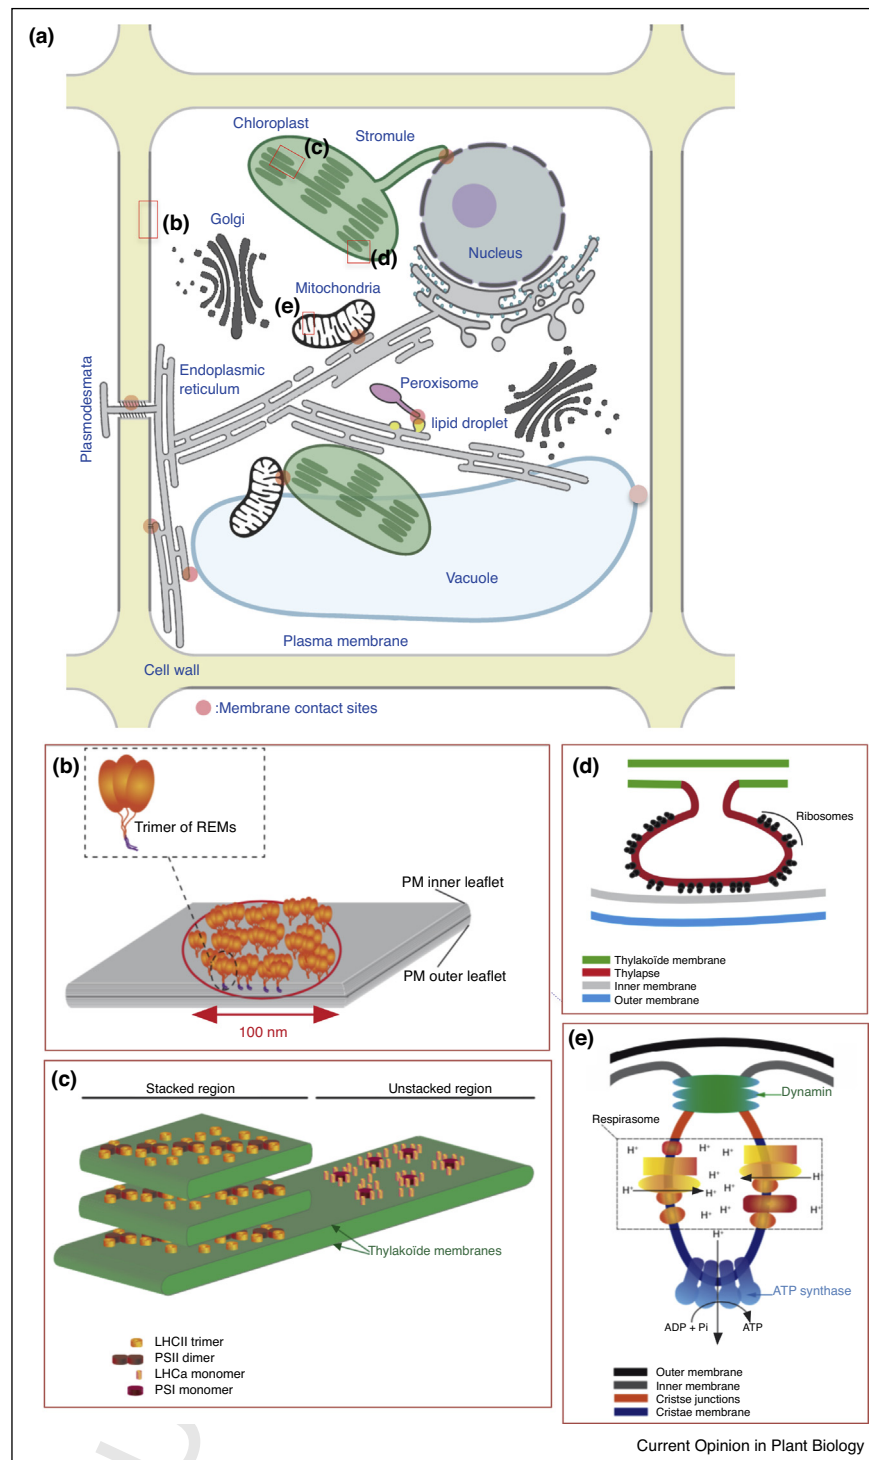 (a)
Chloroplast
(c)
Stromule
(b)
Golgi
(d)
Nucleus
Mitochondria
(e)
Endoplasmic
reticulum
Peroxisome
lipid droplet
Plasmodesmata
Vacuole
Plasma membrane
Cell wall
:Membrane contact sites
(b)
Trimer of REMs
PM inner leaflet
PM outer leaflet
100 nm
(c)
Stacked region
Unstacked region
Thylakoïde membranes
LHCII trimer
PSII dimer
LHCa monomer
PSI monomer
(d)
Ribosomes
Thylakoïde membrane
Thylapse
Inner membrane
Outer membrane
(e)
Dynamin
Respirasome
H+ H+ H+
H+ H+ H+
H+ H+ H+ H+
H+ H+ H+
H+
ATP synthase
ADP + Pi ATP
Outer membrane
Inner membrane
Cristse junctions
Cristae membrane
Current Opinion in Plant Biology